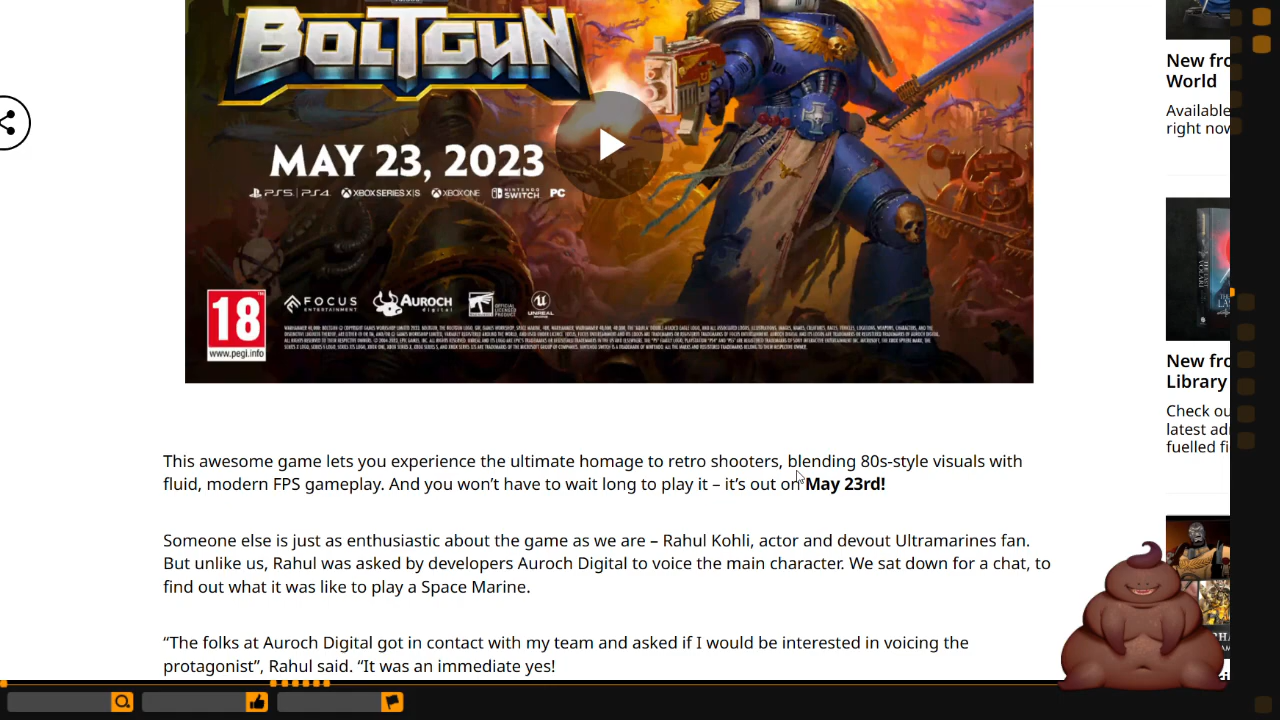 BOLTGUN
MAY 23, 2023
PS5 | PS4 XBOX SERIES X|S XBOX ONE NINTENDO SWITCH PC
18
www.pegi.info
FOCUS ENTERTAINMENT
AUROCH digital
OFFICIAL LICENSED PRODUCT
UNREAL
This awesome game lets you experience the ultimate homage to retro shooters, blending 80s-style visuals with
fluid, modern FPS gameplay. And you won’t have to wait long to play it – it’s out on May 23rd!
Someone else is just as enthusiastic about the game as we are – Rahul Kohli, actor and devout Ultramarines fan.
But unlike us, Rahul was asked by developers Auroch Digital to voice the main character. We sat down for a chat, to
find out what it was like to play a Space Marine.
“The folks at Auroch Digital got in contact with my team and asked if I would be interested in voicing the
protagonist”, Rahul said. “It was an immediate yes!
New fro
World
Available
right now
New fro
Library
Check ou
latest ad
fuelled fi